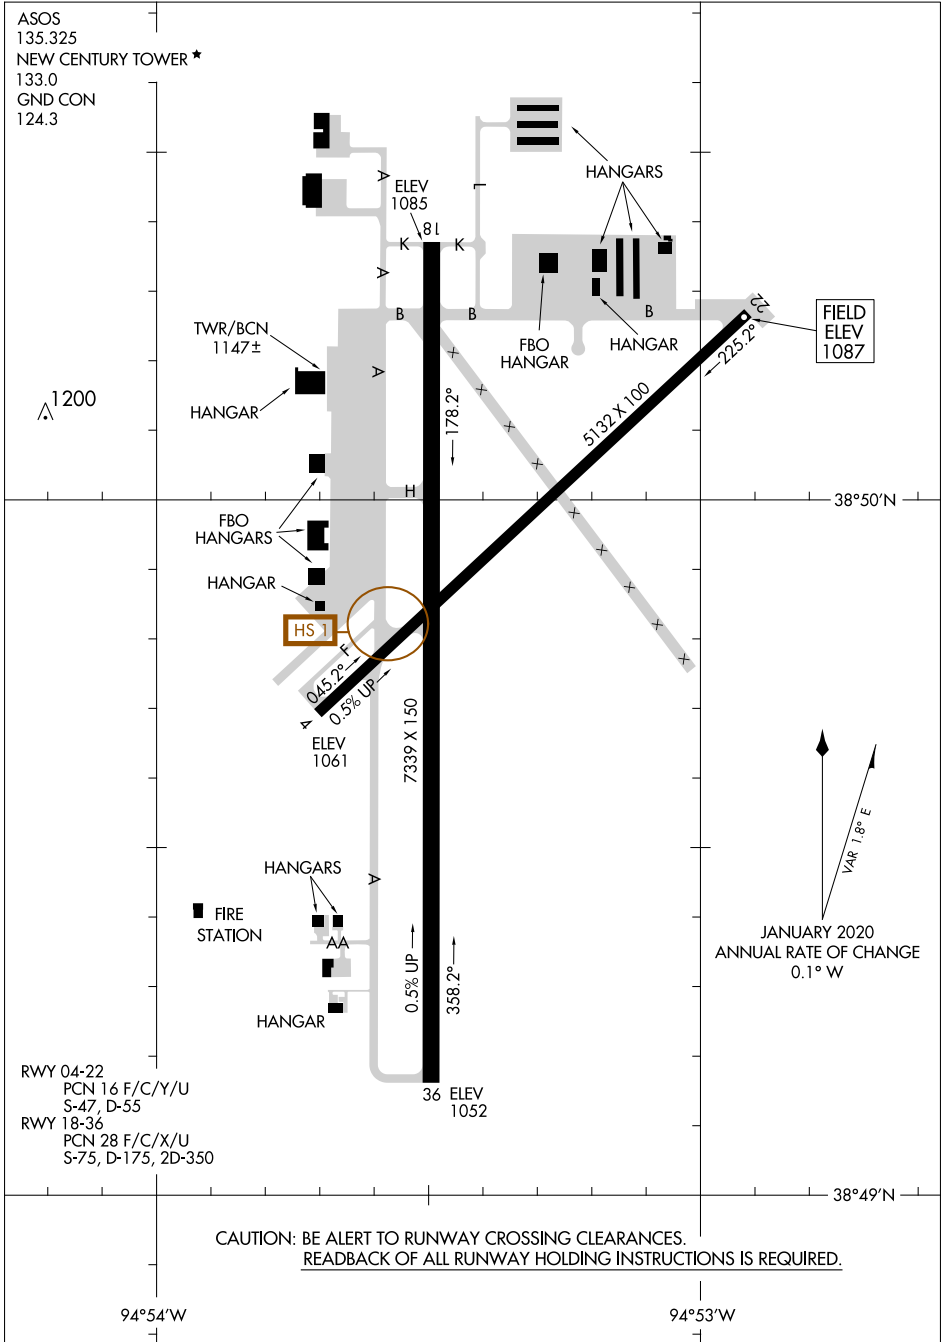 ASOS
135.325
NEW CENTURY TOWER ★
133.0
GND CON
124.3
HANGARS
A
L
ELEV
1085
18
K
K
A
B
B
B
22
FIELD
ELEV
1087
TWR/BCN
1147±
FBO
HANGAR
HANGAR
225.2°
A
HANGAR
1200
178.2°
5132 X 100
X
X
X
X
X
X
X
X
X
H
38°50'N
FBO
HANGARS
HANGAR
HS 1
F
045.2°
0.5% UP
4
ELEV
1061
7339 X 150
VAR 1.8° E
HANGARS
A
FIRE
STATION
AA
0.5% UP
358.2°
JANUARY 2020
ANNUAL RATE OF CHANGE
0.1° W
HANGAR
RWY 04-22
PCN 16 F/C/Y/U
S-47, D-55
RWY 18-36
PCN 28 F/C/X/U
S-75, D-175, 2D-350
36
ELEV
1052
38°49'N
CAUTION: BE ALERT TO RUNWAY CROSSING CLEARANCES.
READBACK OF ALL RUNWAY HOLDING INSTRUCTIONS IS REQUIRED.
94°54'W
94°53'W